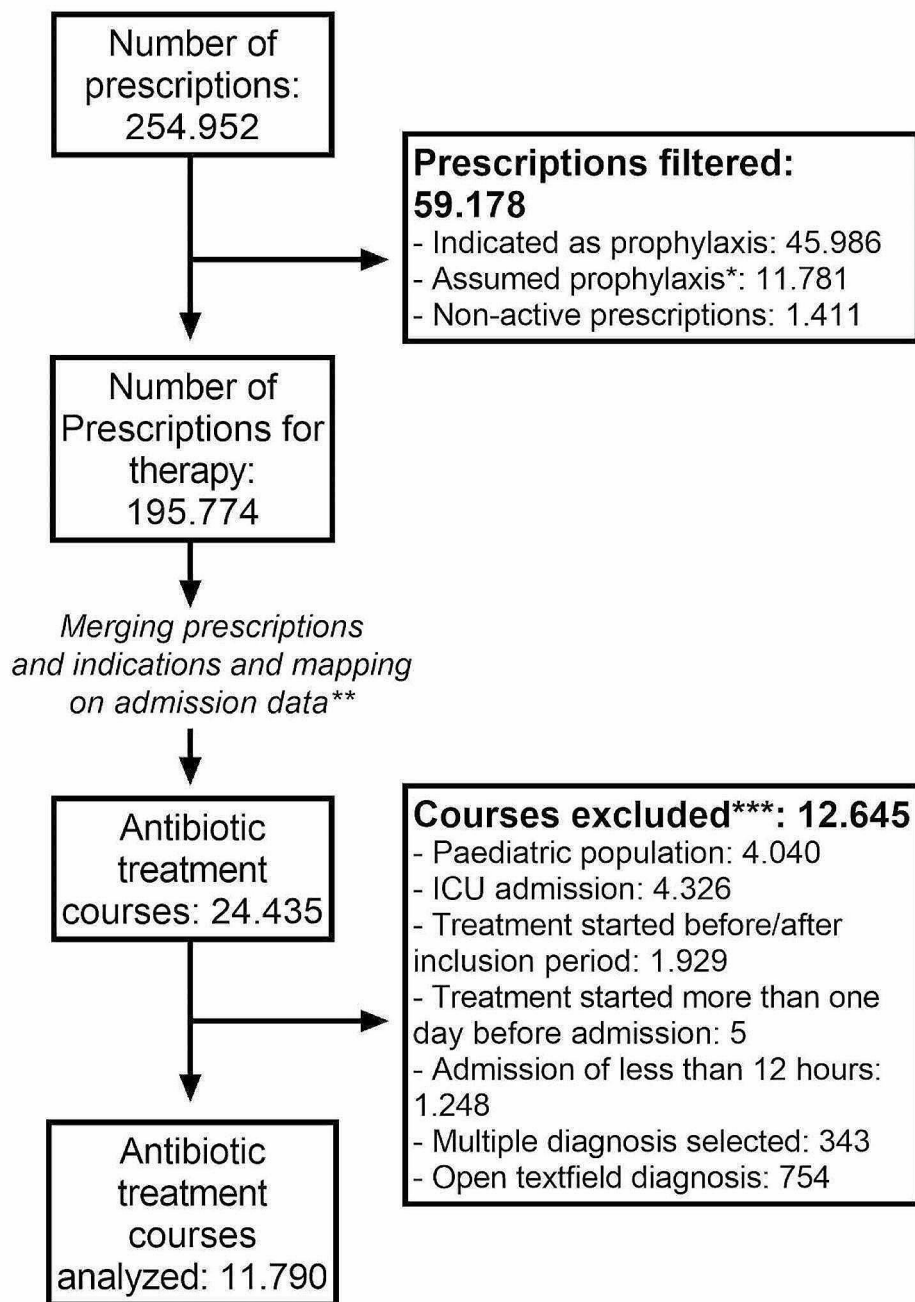 Number of
prescriptions:
254.952
Prescriptions filtered:
59.178
- Indicated as prophylaxis: 45.986
- Assumed prophylaxis*: 11.781
- Non-active prescriptions: 1.411
Number of
Prescriptions for
therapy:
195.774
Merging prescriptions
and indications and mapping
on admission data**
Antibiotic
treatment
courses: 24.435
Courses excluded***: 12.645
- Paediatric population: 4.040
- ICU admission: 4.326
- Treatment started before/after
inclusion period: 1.929
- Treatment started more than one
day before admission: 5
- Admission of less than 12 hours:
1.248
- Multiple diagnosis selected: 343
- Open textfield diagnosis: 754
Antibiotic
treatment
courses
analyzed: 11.790